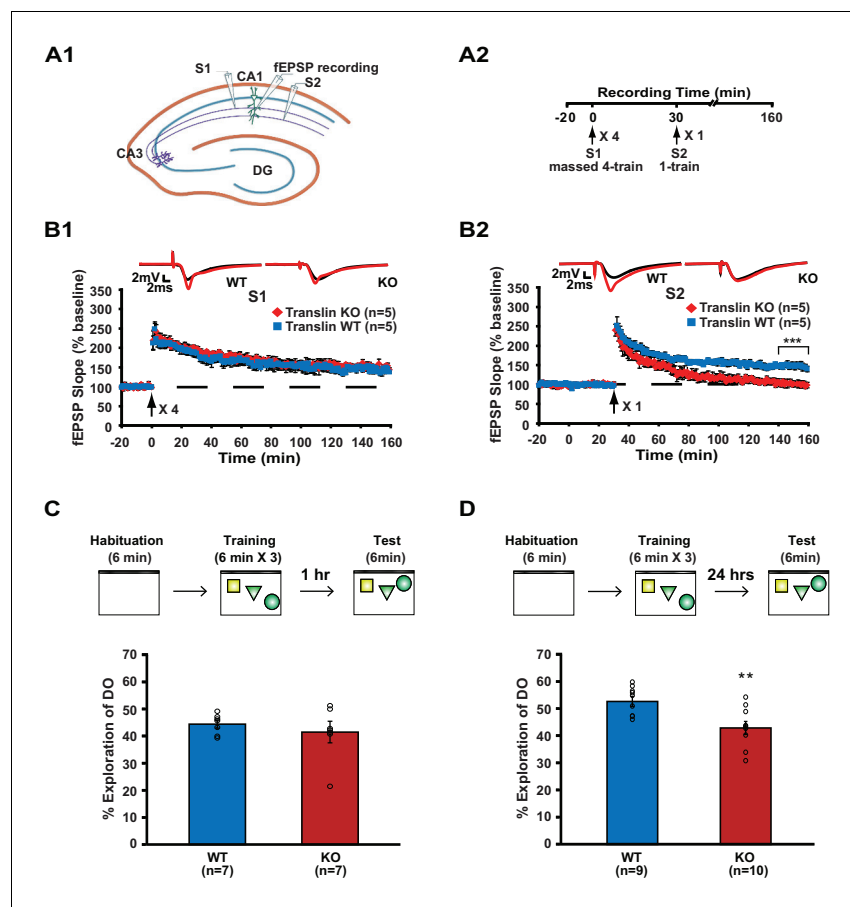 A1
S1
CA1
fEPSP recording
S2
CA3
DG
A2
Recording Time (min)
-20 0 30 160
X 4 X 1
S1 S2
massed 4-train 1-train
B1
2mV
2ms
WT
KO
S1
Translin KO (n=5)
Translin WT (n=5)
fEPSP Slope (% baseline)
350
300
250
200
150
100
50
0
X 4
-20 0 20 40 60 80 100 120 140 160
Time (min)
B2
2mV
2ms
WT
KO
S2
Translin KO (n=5)
Translin WT (n=5)
***
fEPSP Slope (% baseline)
350
300
250
200
150
100
50
0
X 1
-20 0 20 40 60 80 100 120 140 160
Time (min)
C
Habituation Training Test
(6 min) (6 min X 3) (6min)
1 hr
% Exploration of DO
70
60
50
40
30
20
10
0
WT KO
(n=7) (n=7)
D
Habituation Training Test
(6 min) (6 min X 3) (6min)
24 hrs
% Exploration of DO
70
60
50
40
30
20
10
0
**
WT KO
(n=9) (n=10)